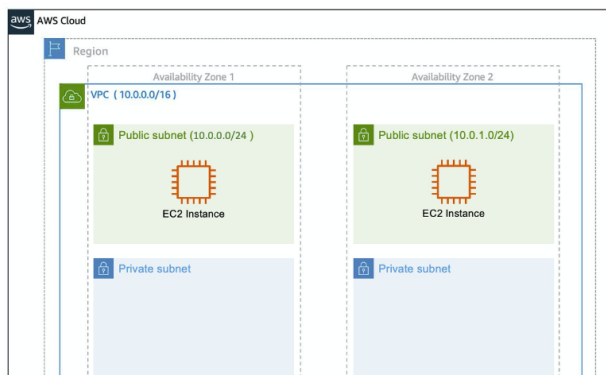 aws AWS Cloud
Region
Availability Zone 1
Availability Zone 2
VPC ( 10.0.0.0/16 )
Public subnet (10.0.0.0/24 )
Public subnet (10.0.1.0/24)
EC2 Instance
EC2 Instance
Private subnet
Private subnet